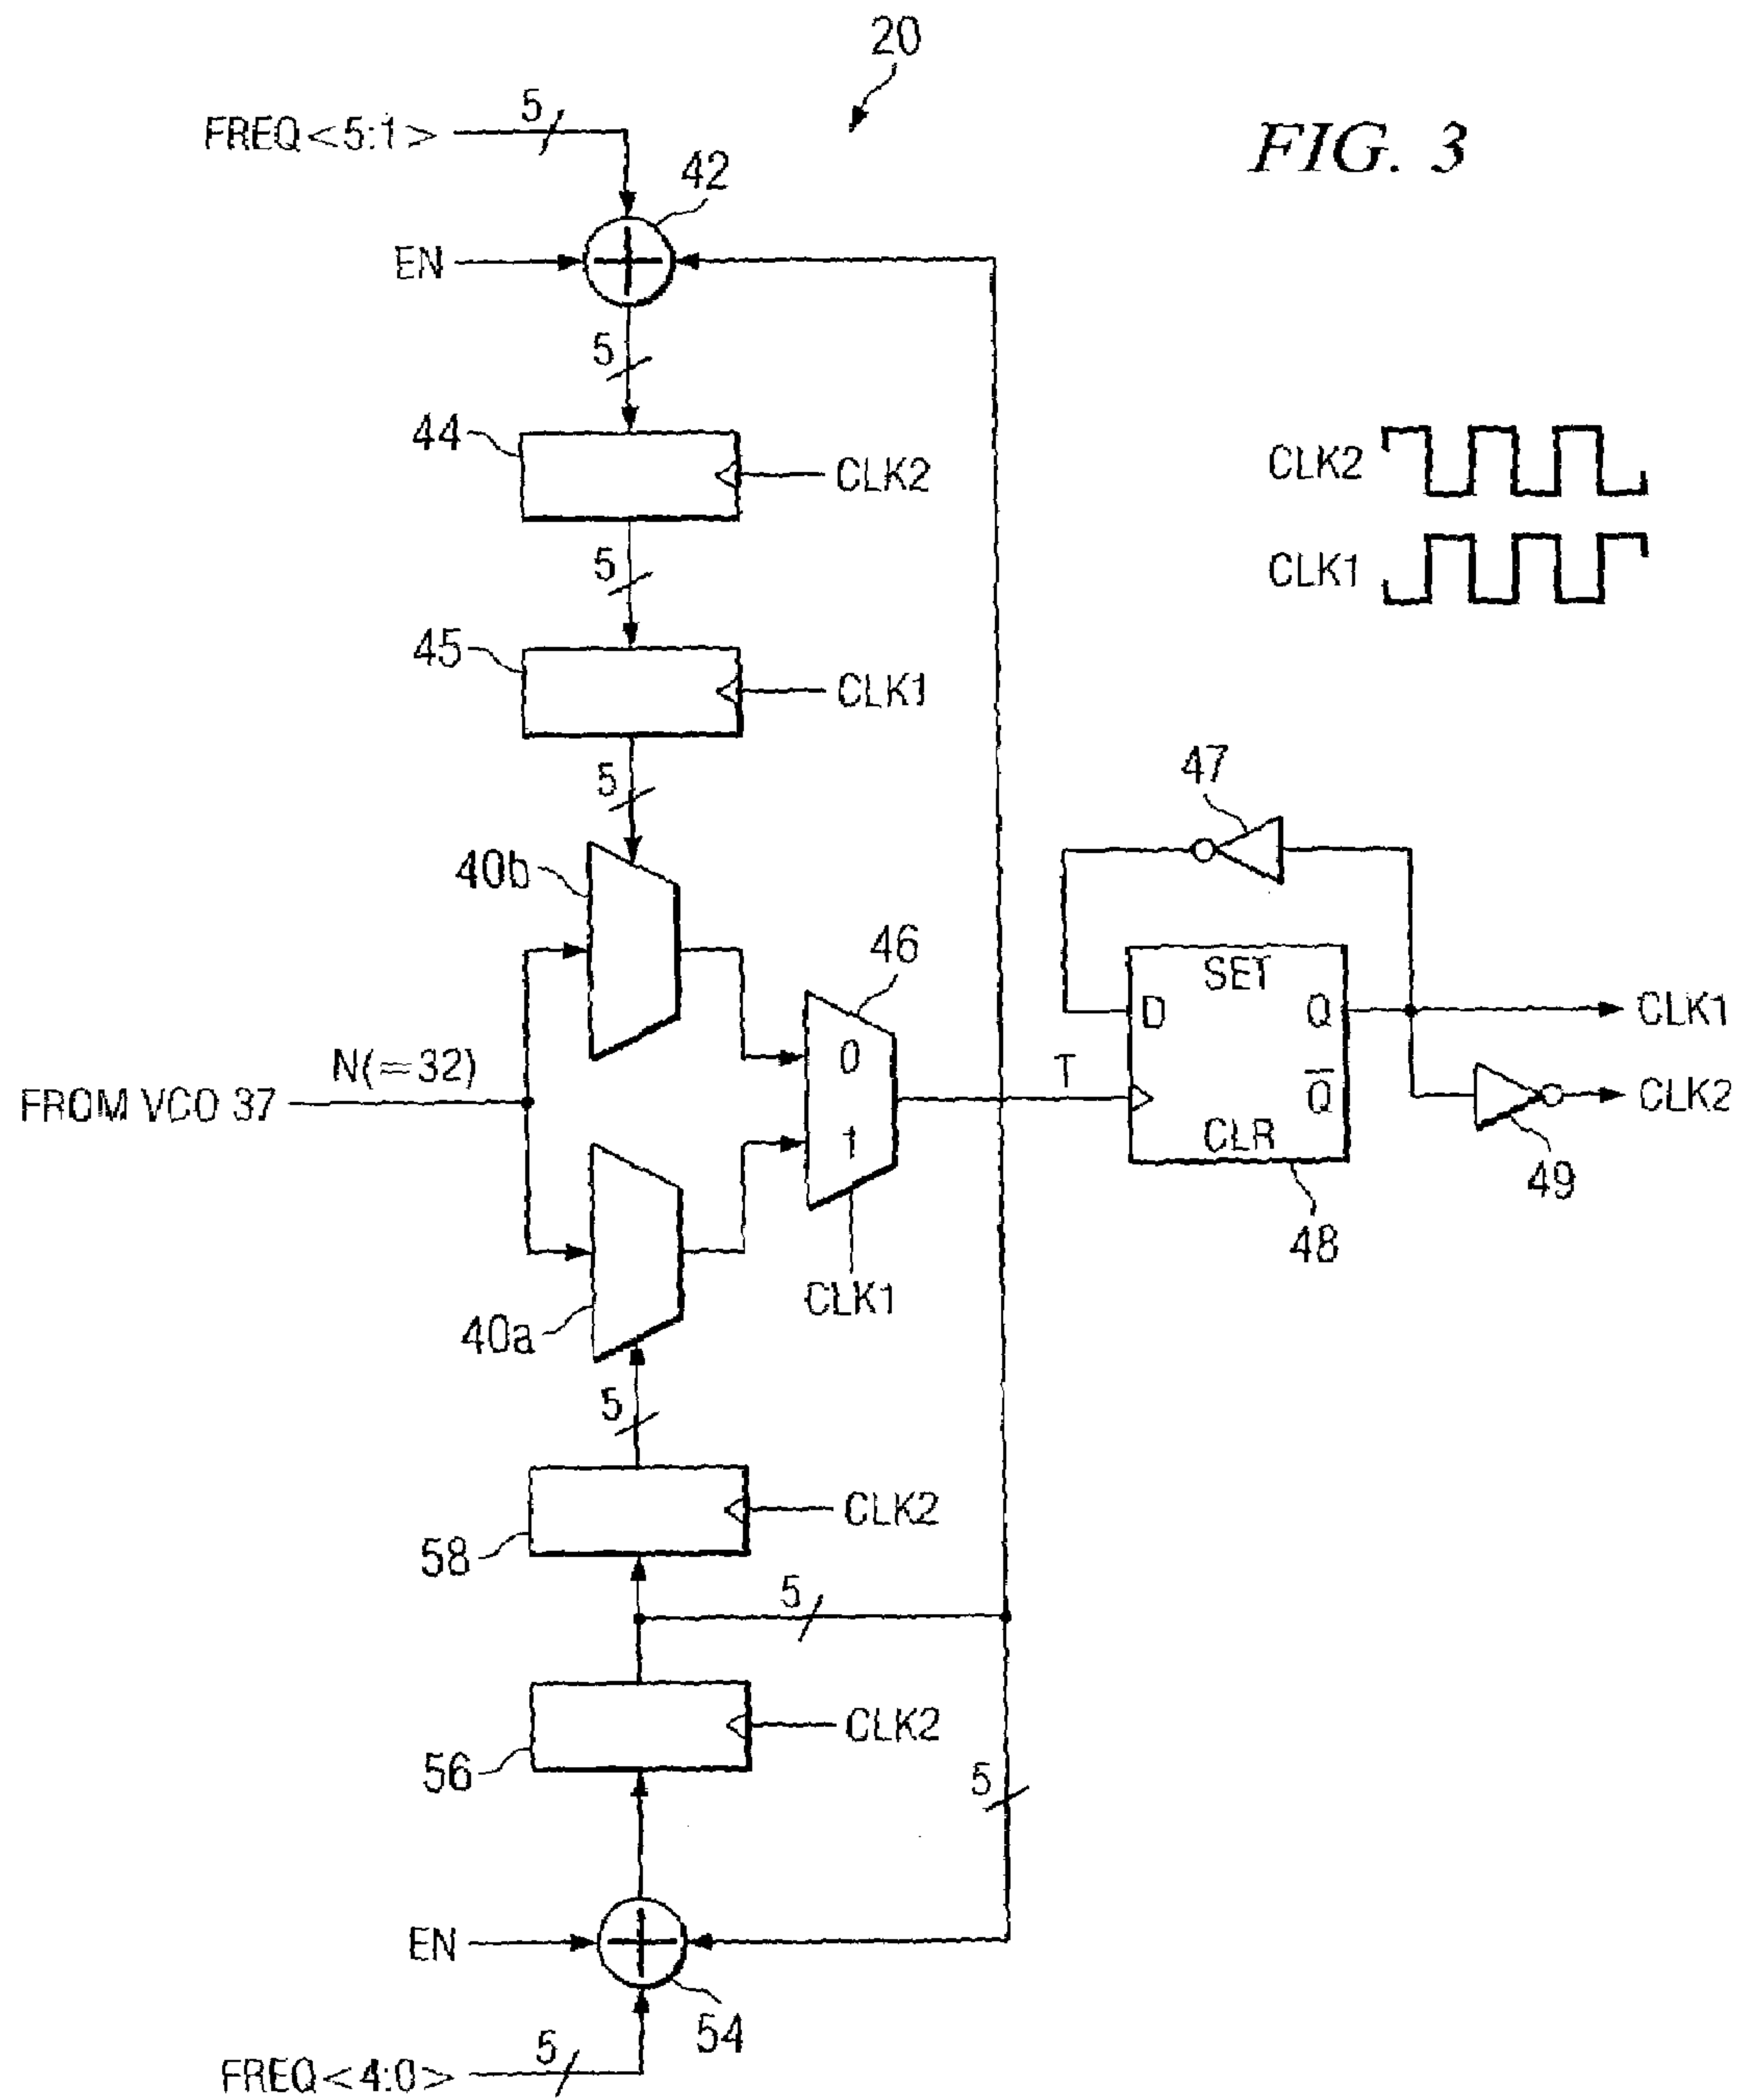 20
FREQ<5:1>
5
FIG. 3
42
EN
5
44
CLK2
CLK2
5
CLK1
45
CLK1
5
47
40b
46
SET
D
Q
CLK1
0
N(=32)
T
FROM VCO 37
Q̅
CLK2
1
CLR
49
48
CLK1
40a
5
CLK2
58
5
CLK2
56
5
EN
54
5
FREQ<4:0>